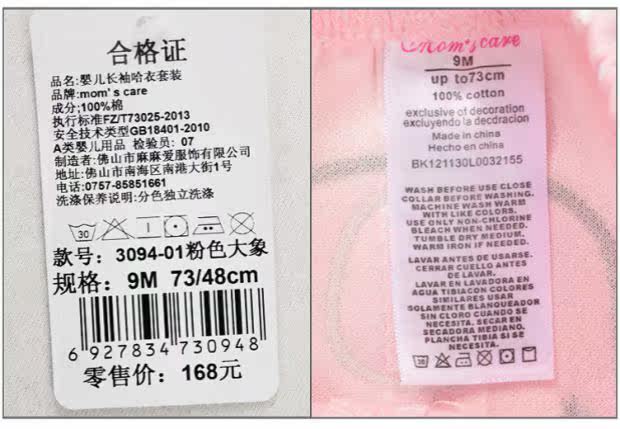 合格证
品名:婴儿长袖哈衣套装
品牌:mom's care
成分;100%棉
执行标准FZ/T73025-2013
安全技术类型GB18401-2010
A类婴儿用品 检验员: 07
制造者:佛山市麻麻爱服饰有限公司
地址:佛山市南海区南港大街1号
电话:0757-85851661
洗涤保养说明:分色独立洗涤
30
款号: 3094-01粉色大象
规格: 9M 73/48cm
6 927834 730948
零售价: 168元
Mom's care
9M
up to73cm
100% cotton
exclusive of decoration
excluyendo la decdracion
Made in china
Hecho en china
BK121130L0032155
WASH BEFORE USE CLOSE
COLLAR BEFORE WASHING.
MACHINE WASH WARM
WITH LIKE COLORS.
USE ONLY NON-CLORINE
BLEACH WHEN NEEDED.
TUMBLE DRY MEDIUM.
WARM IRON IF NEEDED.
LAVAR ANTES DE USARSE.
CERRAR CUELLO ANTES
DE LAVAR.
LAVAR EN LAVADORA EN
AGUA TIBIACON COLORES
SIMILARES USAR
SOLAMENTE BLANQUEADOR
SIN CLORO CUANDO SE
NECESITA. SECAR EN
SECADORA MEDIANO.
PLANCHA TIBIA SI SE
NECESITA.
30